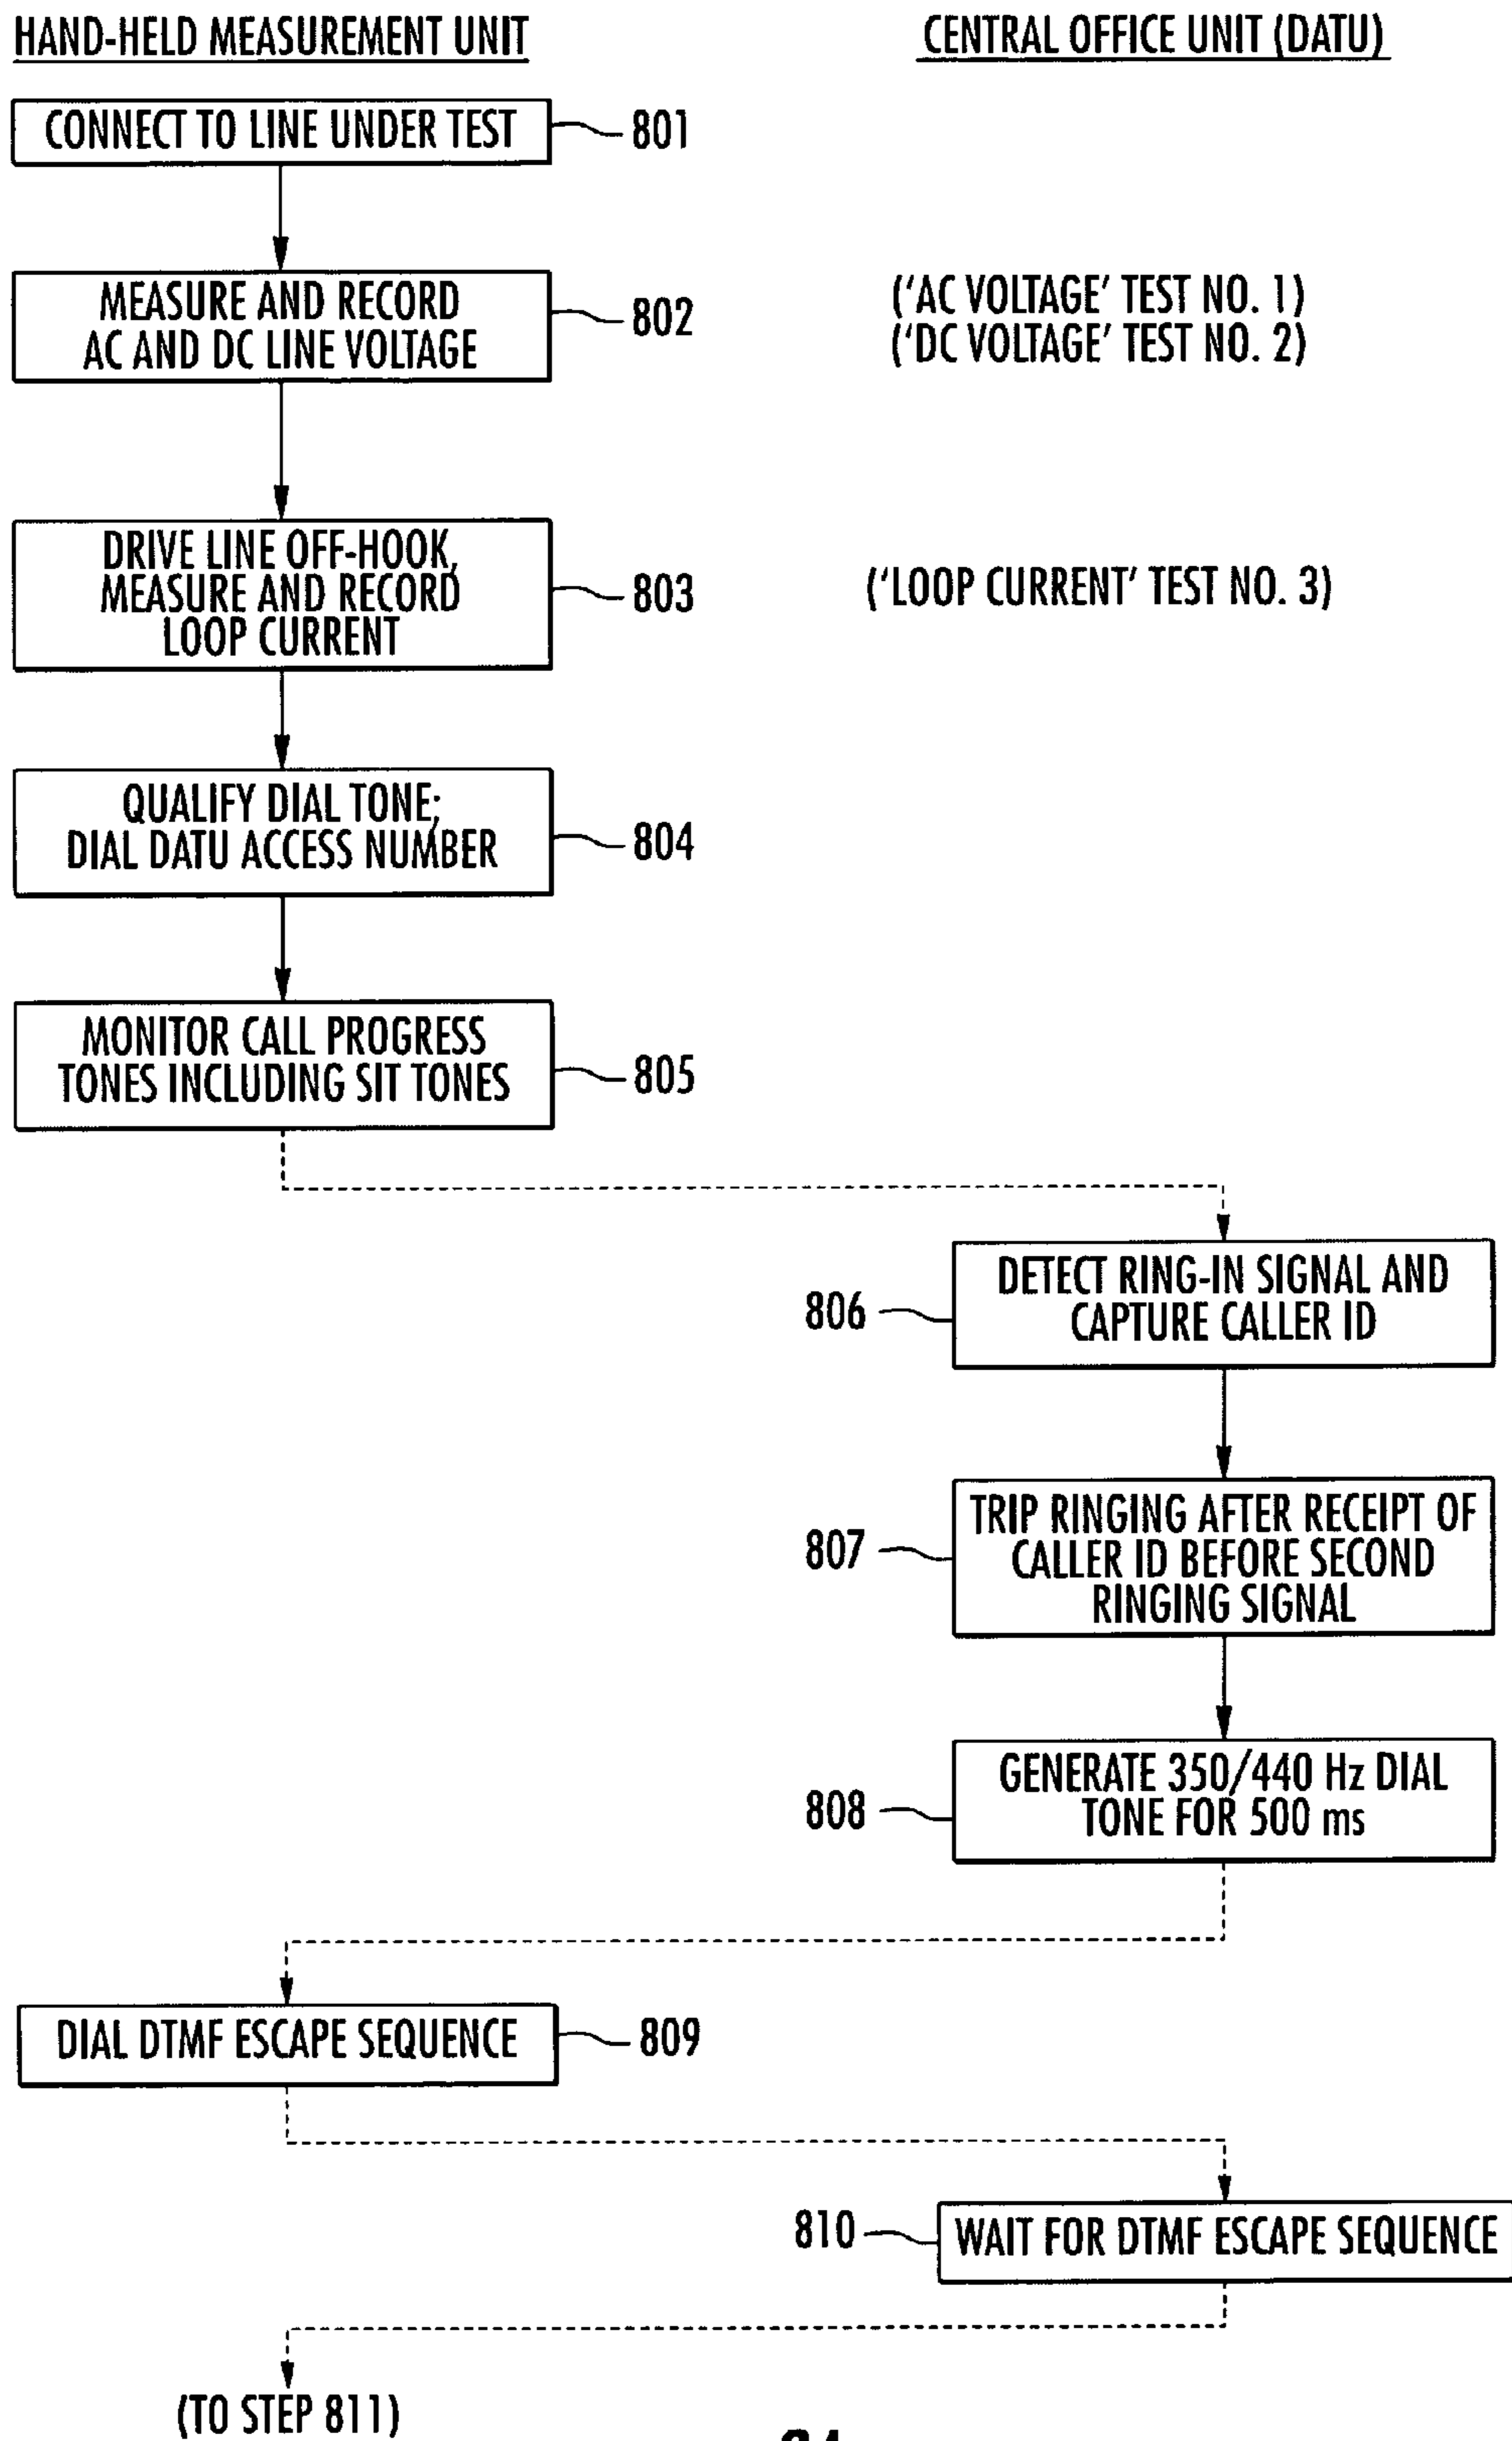 HAND-HELD MEASUREMENT UNIT
CENTRAL OFFICE UNIT (DATU)
CONNECT TO LINE UNDER TEST
801
MEASURE AND RECORD
AC AND DC LINE VOLTAGE
802
('AC VOLTAGE' TEST NO. 1)
('DC VOLTAGE' TEST NO. 2)
DRIVE LINE OFF-HOOK,
MEASURE AND RECORD
LOOP CURRENT
803
('LOOP CURRENT' TEST NO. 3)
QUALIFY DIAL TONE;
DIAL DATU ACCESS NUMBER
804
MONITOR CALL PROGRESS
TONES INCLUDING SIT TONES
805
806
DETECT RING-IN SIGNAL AND
CAPTURE CALLER ID
807
TRIP RINGING AFTER RECEIPT OF
CALLER ID BEFORE SECOND
RINGING SIGNAL
808
GENERATE 350/440 Hz DIAL
TONE FOR 500 ms
DIAL DTMF ESCAPE SEQUENCE
809
810
WAIT FOR DTMF ESCAPE SEQUENCE
(TO STEP 811)